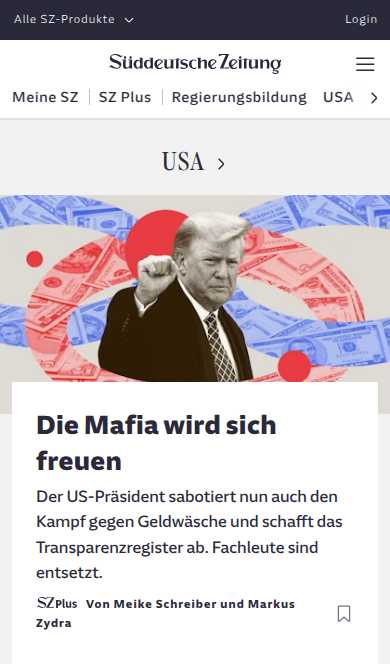 Alle SZ-Produkte
Login
Süddeutsche Zeitung
Meine SZ
SZ Plus
Regierungsbildung
USA
USA
Die Mafia wird sich
freuen
Der US-Präsident sabotiert nun auch den
Kampf gegen Geldwäsche und schafft das
Transparenzregister ab. Fachleute sind
entsetzt.
SZPlus Von Meike Schreiber und Markus
Zydra